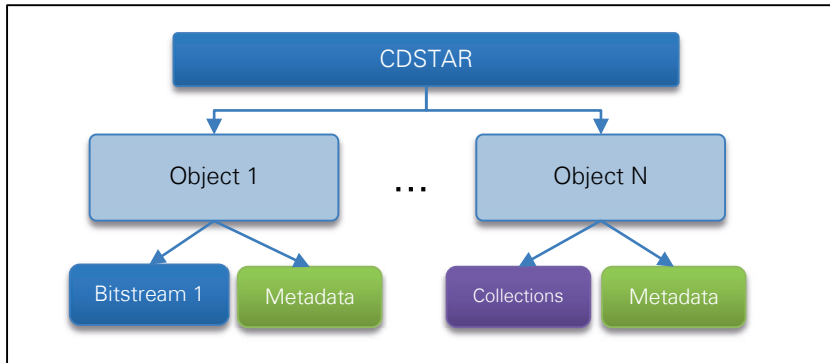 CDSTAR
Object 1
...
Object N
Bitstream 1
Metadata
Collections
Metadata